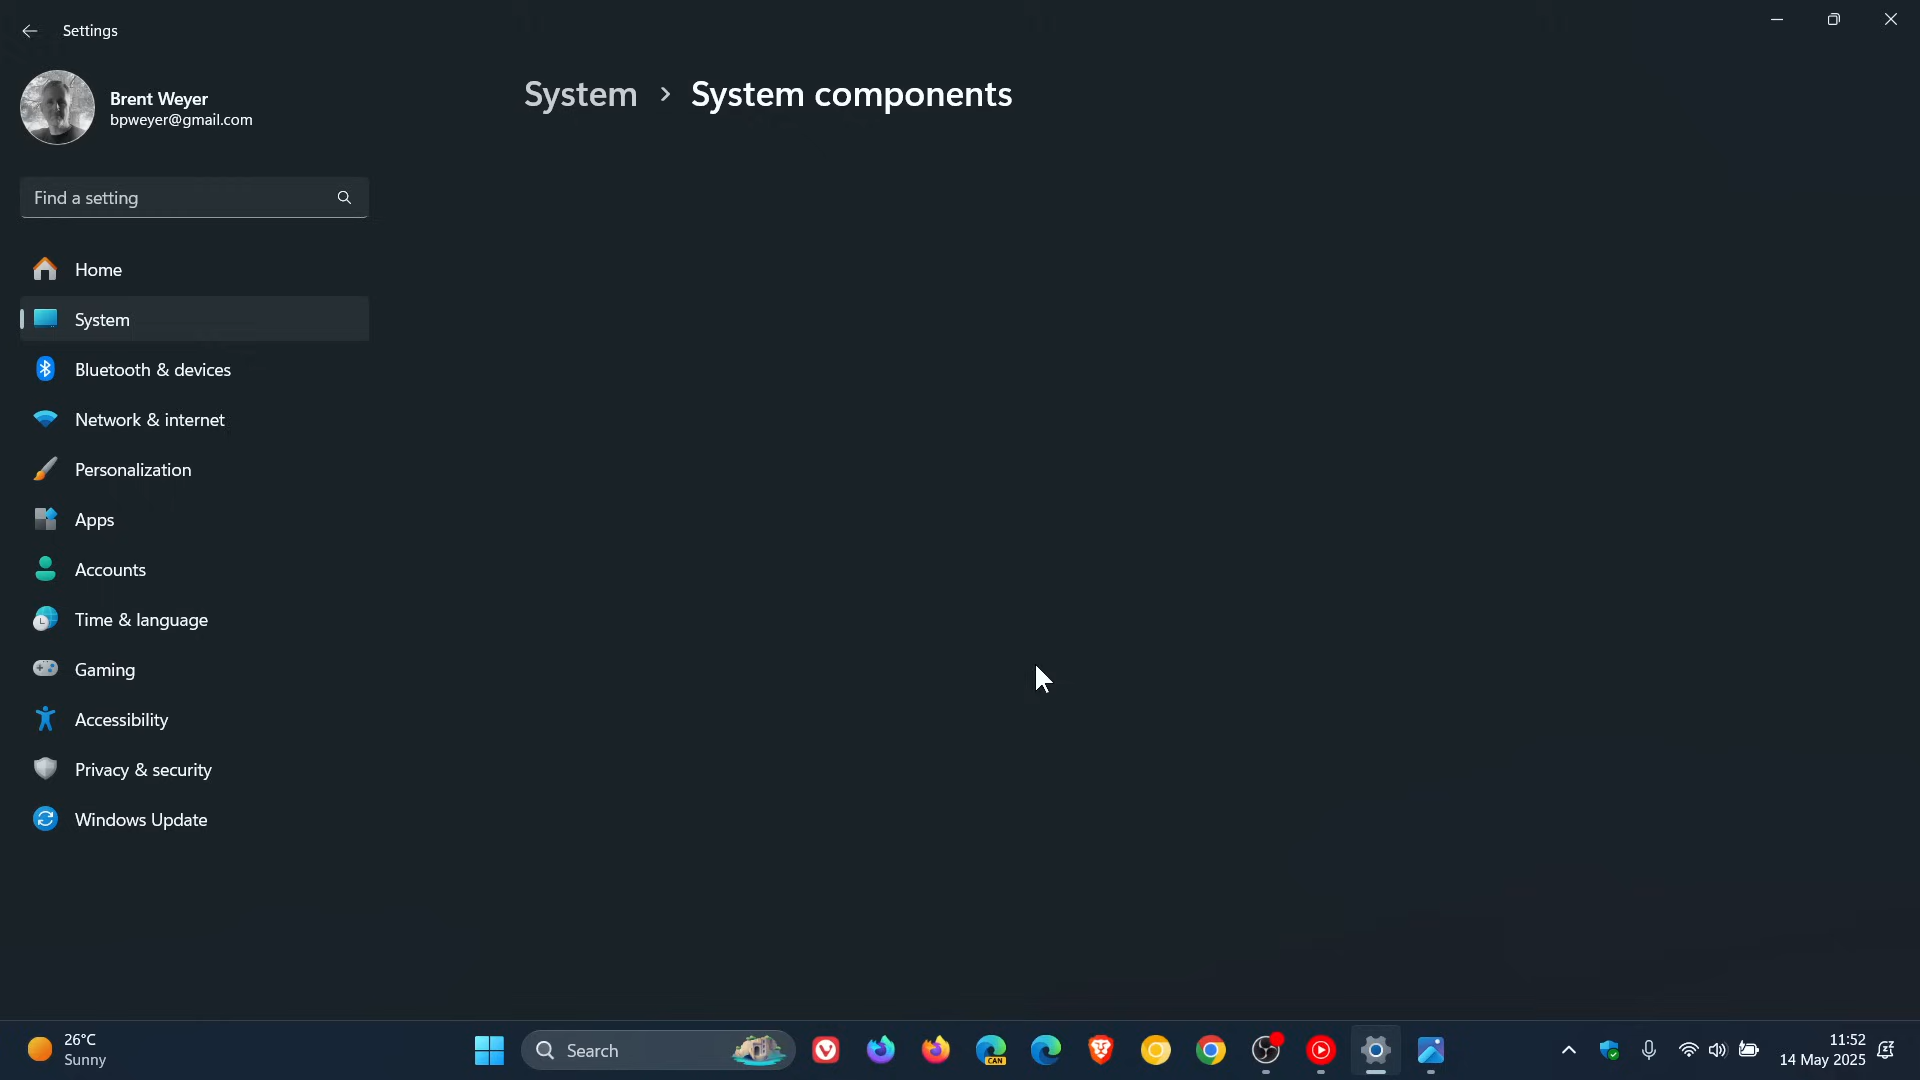 Settings
Brent Weyer
bpweyer@gmail.com
System > System components
Find a setting
Home
System
Bluetooth & devices
Network & internet
Personalization
Apps
Accounts
Time & language
Gaming
Accessibility
Privacy & security
Windows Update
26°C
Sunny
Search
CAN
11:52
14 May 2025